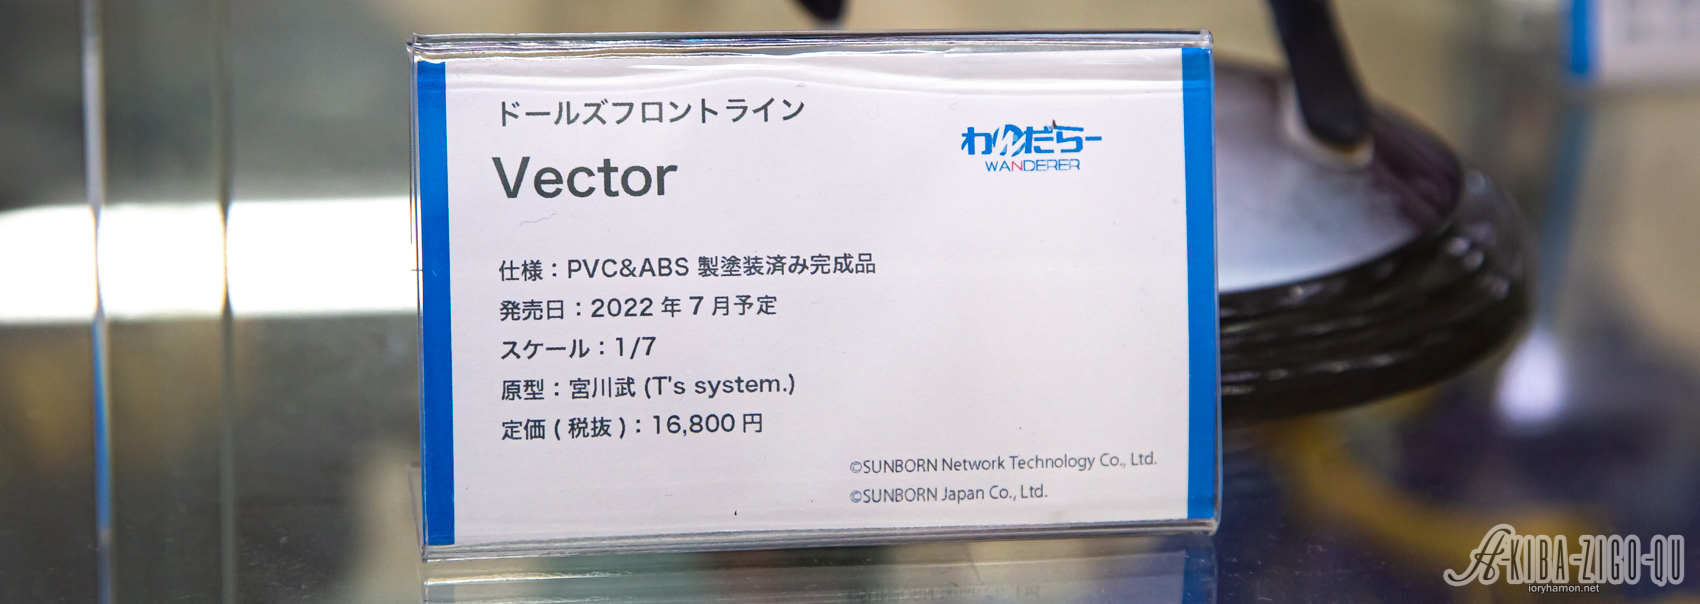 ドールズフロントライン
わんだらー
WANDERER
Vector
仕様：PVC&ABS 製塗装済み完成品
発売日：2022 年 7 月予定
スケール：1/7
原型：宮川武 (T's system.)
定価 ( 税抜 )：16,800 円
©SUNBORN Network Technology Co., Ltd.
©SUNBORN Japan Co., Ltd.
AKIBA-ZIGO-QU
ioryhamon.net